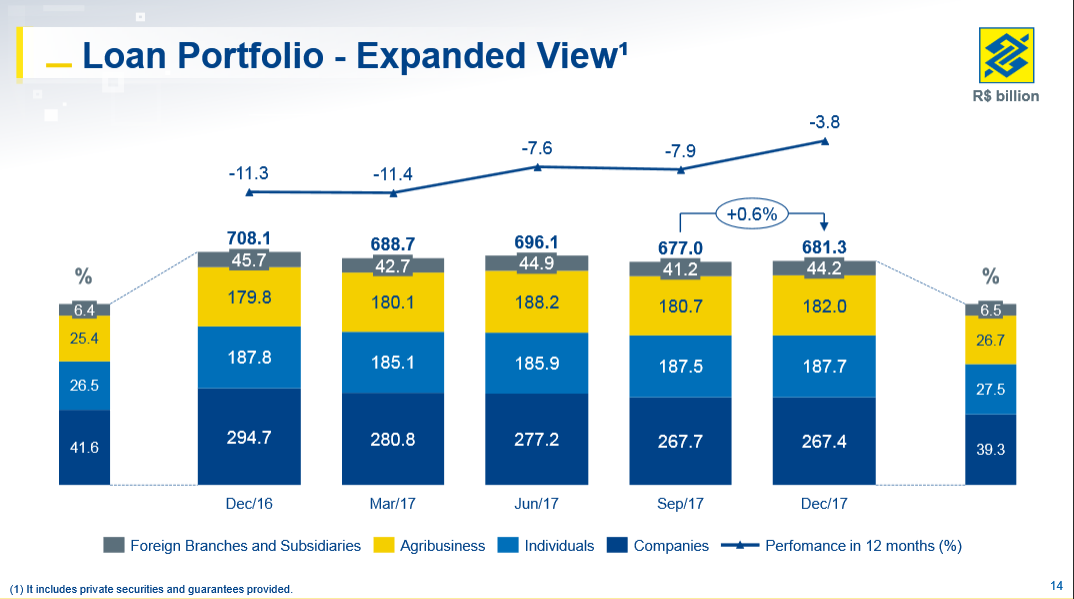 Loan Portfolio - Expanded View¹
R$ billion
-11.3 -11.4 -7.6 -7.9 -3.8
+0.6%
708.1 688.7 696.1 677.0 681.3
% %
45.7 42.7 44.9 41.2 44.2
6.4 6.5
179.8 180.1 188.2 180.7 182.0
25.4 26.7
187.8 185.1 185.9 187.5 187.7
26.5 27.5
294.7 280.8 277.2 267.7 267.4
41.6 39.3
Dec/16 Mar/17 Jun/17 Sep/17 Dec/17
Foreign Branches and Subsidiaries Agribusiness Individuals Companies Perfomance in 12 months (%)
(1) It includes private securities and guarantees provided.
14